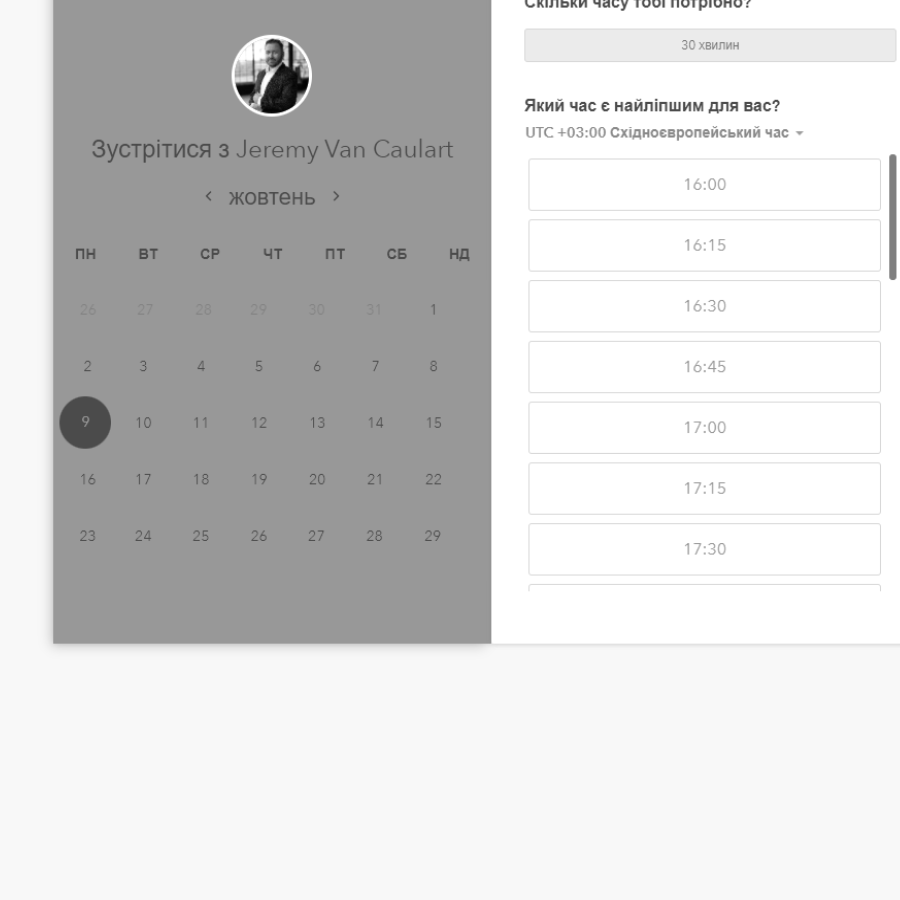 Зустрітися з Jeremy Van Caulart
жовтень
ПН ВТ СР ЧТ ПТ СБ НД
26 27 28 29 30 31 1
2 3 4 5 6 7 8
9 10 11 12 13 14 15
16 17 18 19 20 21 22
23 24 25 26 27 28 29
Скільки часу тобі потрібно?
30 хвилин
Який час є найліпшим для вас?
UTC +03:00 Східноєвропейський час
16:00
16:15
16:30
16:45
17:00
17:15
17:30